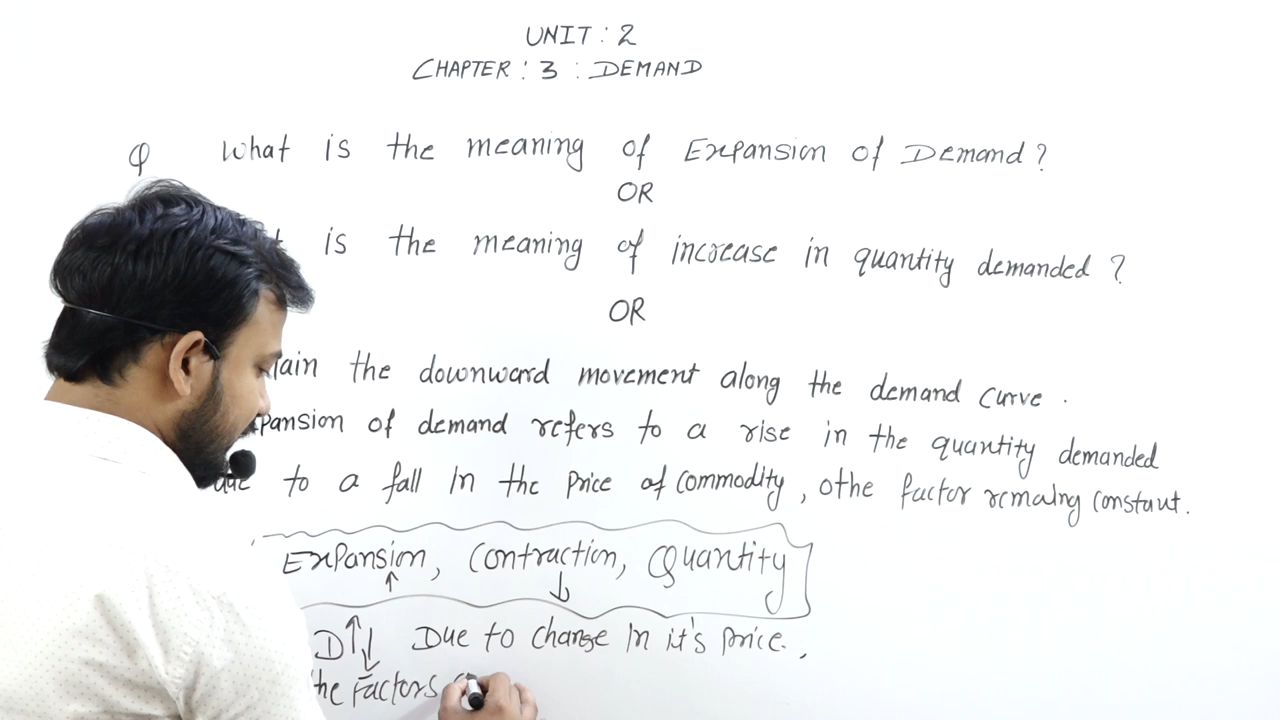 UNIT : 2
CHAPTER : 3 : DEMAND
Q What is the meaning of Expansion of Demand ?
OR
is the meaning of increase in quantity demanded ?
OR
the downward movement along the demand curve .
of demand refers to a rise in the quantity demanded
to a fall in the price of commodity , othe factor remaing constant .
Expansion, Contraction, Quantity
D↑↓ Due to change in it's price. ,
Factors